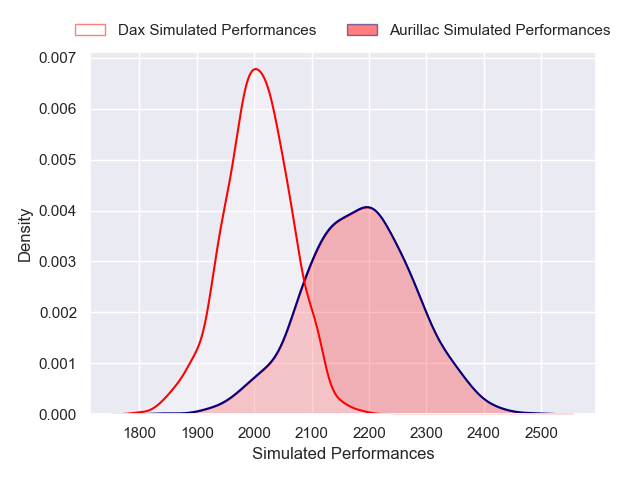 Dax Simulated Performances Aurillac Simulated Performances
0.007
0.006
0.005
0.004
0.003
0.002
0.001
0.000
Density
1800 1900 2000 2100 2200 2300 2400 2500
Simulated Performances